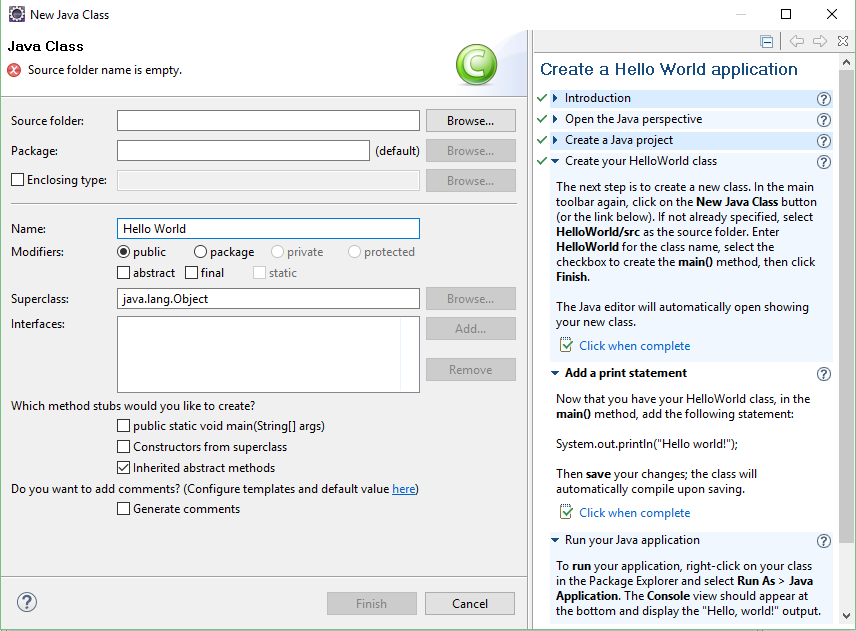 New Java Class
Java Class
Source folder name is empty.
Source folder:
Browse...
Package:
(default)
Browse...
Enclosing type:
Browse...
Name:
Hello World
Modifiers:
public
package
private
protected
abstract
final
static
Superclass:
java.lang.Object
Browse...
Interfaces:
Add...
Remove
Which method stubs would you like to create?
public static void main(String[] args)
Constructors from superclass
Inherited abstract methods
Do you want to add comments? (Configure templates and default value here)
Generate comments
Finish
Cancel
Create a Hello World application
Introduction
Open the Java perspective
Create a Java project
Create your HelloWorld class
The next step is to create a new class. In the main
toolbar again, click on the New Java Class button
(or the link below). If not already specified, select
HelloWorld/src as the source folder. Enter
HelloWorld for the class name, select the
checkbox to create the main() method, then click
Finish.
The Java editor will automatically open showing
your new class.
Click when complete
Add a print statement
Now that you have your HelloWorld class, in the
main() method, add the following statement:
System.out.println("Hello world!");
Then save your changes; the class will
automatically compile upon saving.
Click when complete
Run your Java application
To run your application, right-click on your class
in the Package Explorer and select Run As > Java
Application. The Console view should appear at
the bottom and display the "Hello, world!" output.